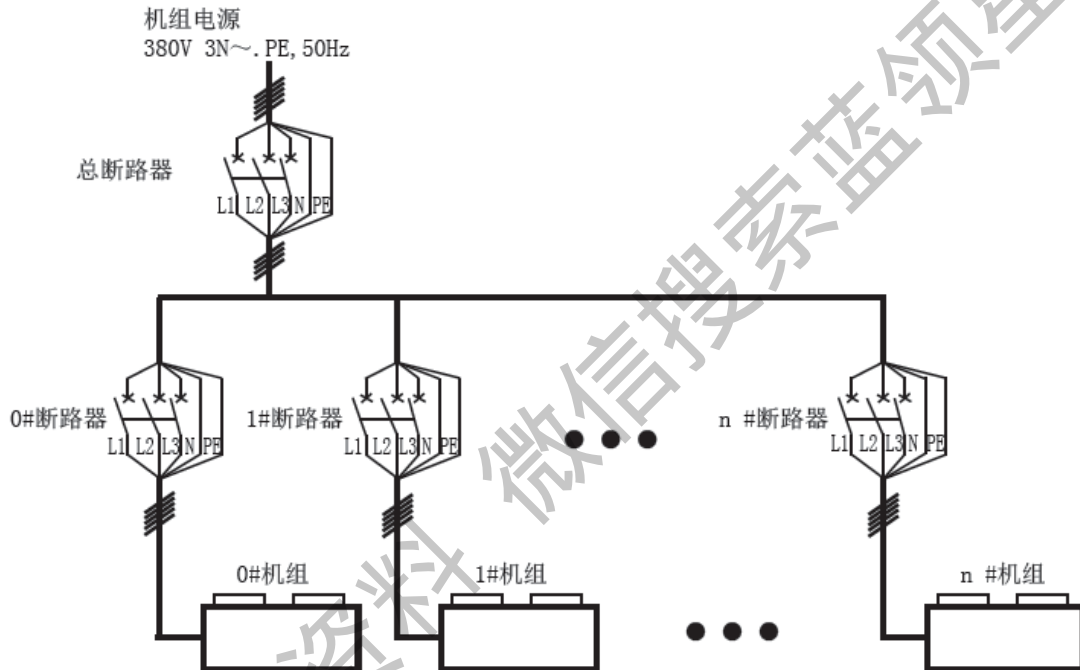 机组电源
380V 3N～.PE,50Hz
总断路器
L1 L2 L3 N PE
0#断路器
L1 L2 L3 N PE
1#断路器
L1 L2 L3 N PE
n #断路器
L1 L2 L3 N PE
0#机组
1#机组
n #机组
资料 微信搜索蓝领